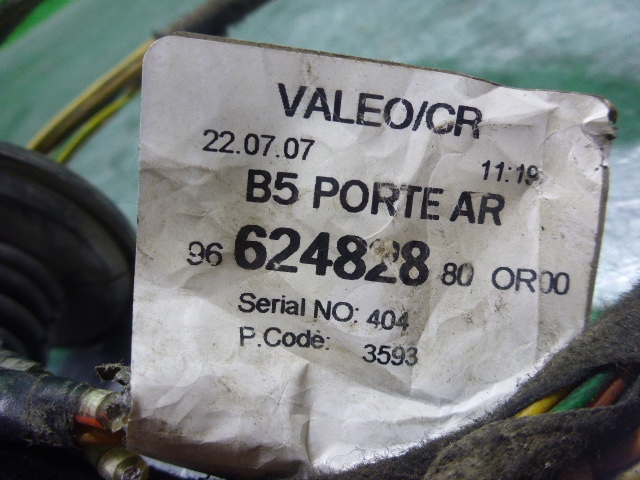 VALEO/CR
22.07.07 11:19
B5 PORTE AR
96 624828 80 OR00
Serial NO: 404
P.Code: 3593